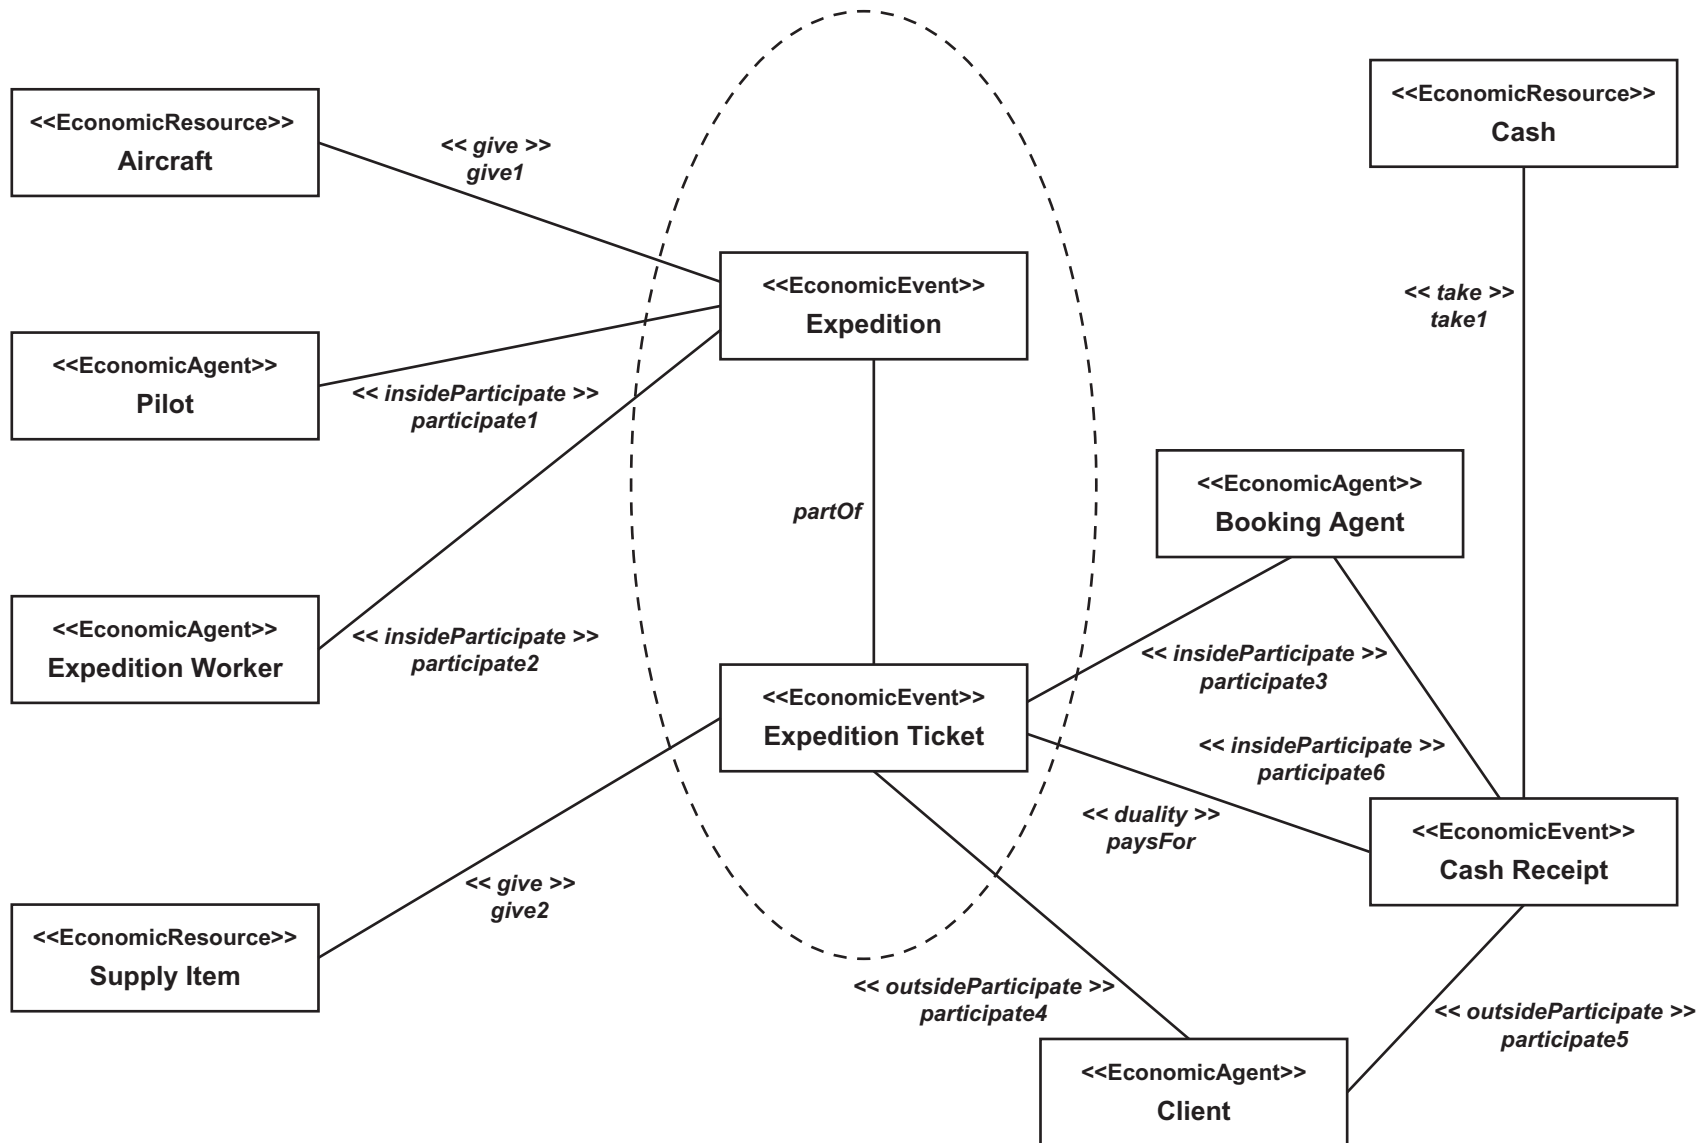 <<EconomicResource>>
Cash
<<EconomicResource>>
Aircraft
<< give >>
give1
<<EconomicEvent>>
Expedition
<< take >>
take1
<<EconomicAgent>>
Pilot
<< insideParticipate >>
participate1
<<EconomicAgent>>
Booking Agent
partOf
<<EconomicAgent>>
Expedition Worker
<< insideParticipate >>
participate2
<< insideParticipate >>
participate3
<<EconomicEvent>>
Expedition Ticket
<< insideParticipate >>
participate6
<< duality >>
paysFor
<<EconomicEvent>>
Cash Receipt
<< give >>
give2
<<EconomicResource>>
Supply Item
<< outsideParticipate >>
participate4
<< outsideParticipate >>
participate5
<<EconomicAgent>>
Client